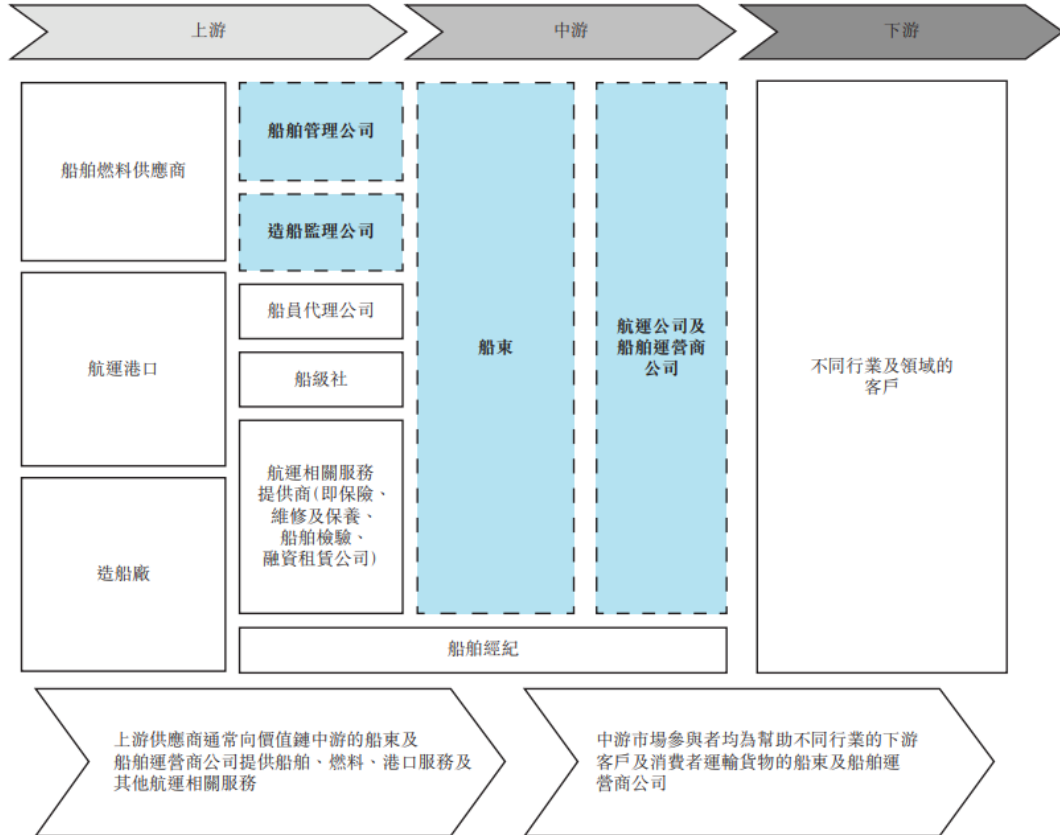 上游
中游
下游
船舶燃料供應商
航運港口
造船廠
船舶管理公司
造船監理公司
船員代理公司
船級社
航運相關服務
提供商(即保險、
維修及保養、
船舶檢驗、
融資租賃公司)
船東
航運公司及
船舶運營商
公司
船舶經紀
不同行業及領域的
客戶
上游供應商通常向價值鏈中游的船東及
船舶運營商公司提供船舶、燃料、港口服務及
其他航運相關服務
中游市場參與者均為幫助不同行業的下游
客戶及消費者運輸貨物的船東及船舶運
營商公司